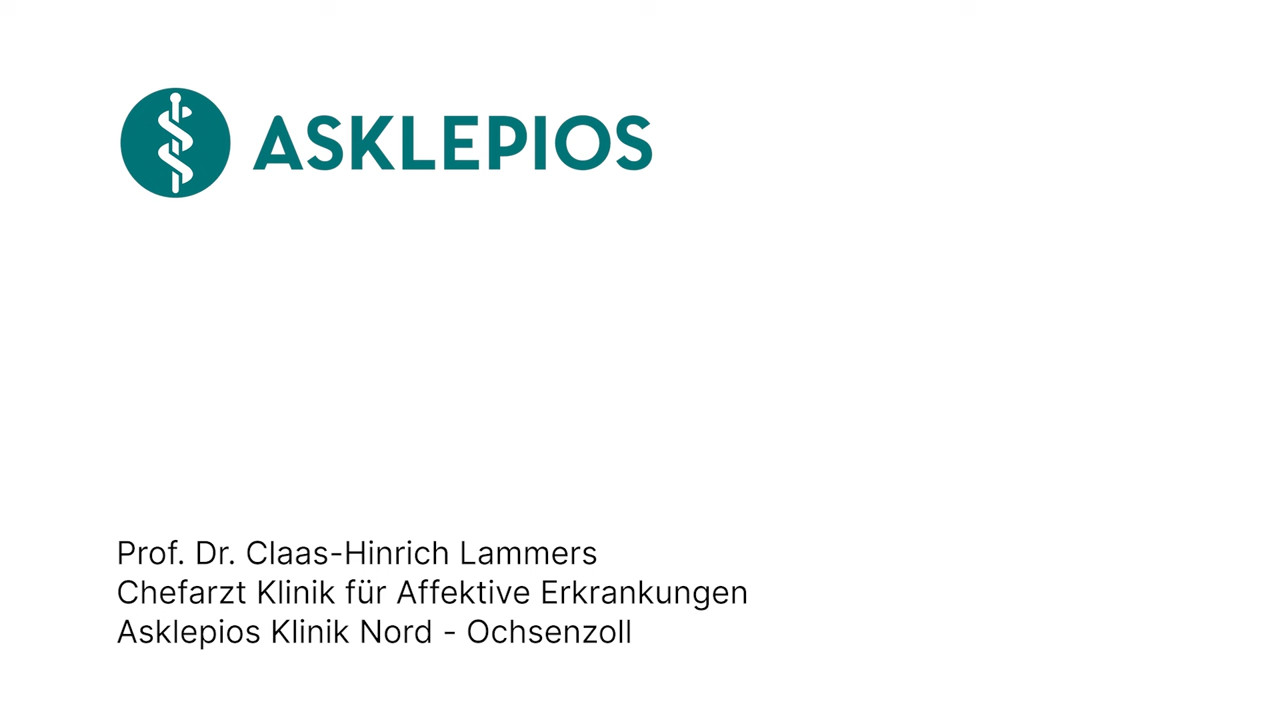 ASKLEPIOS
Prof. Dr. Claas-Hinrich Lammers
Chefarzt Klinik für Affektive Erkrankungen
Asklepios Klinik Nord - Ochsenzoll